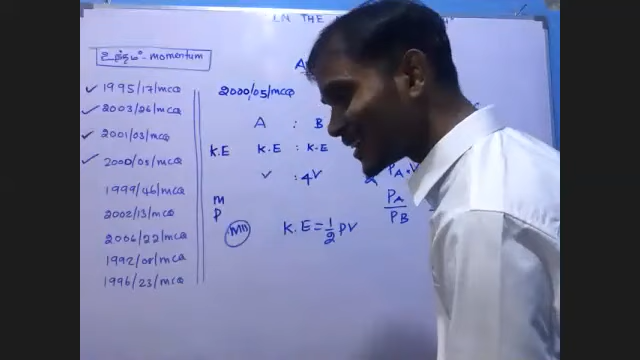 IN THE
உந்தம் - momentum
1995/17/mcQ
2003/26/mcQ
2001/03/mcQ
2000/05/mcQ
1999/46/mcQ
2002/13/mcQ
2006/22/mcQ
1992/08/mcQ
1996/23/mcQ
2000/05/mcQ
A : B
K.E K.E : K.E
v : 4v
m
p
K.E = 1/2 pv
PA
PB